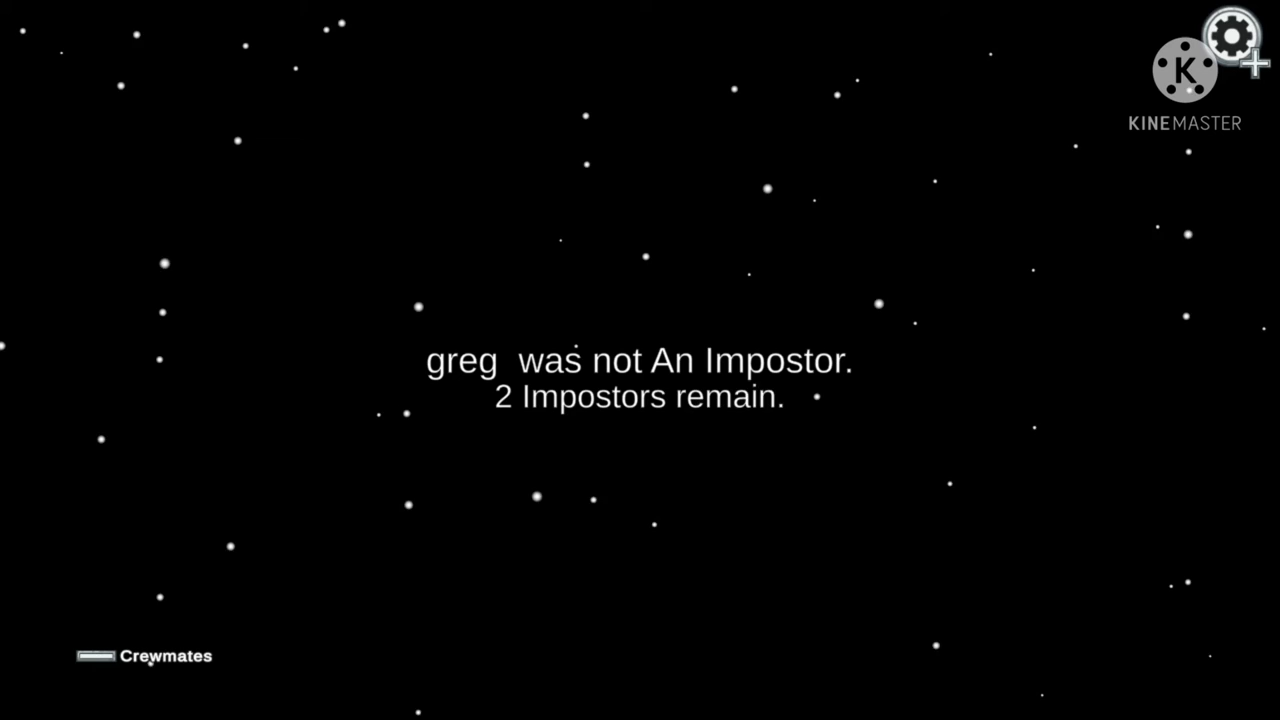 K
KINEMASTER
greg  was not An Impostor.
2 Impostors remain.
Crewmates